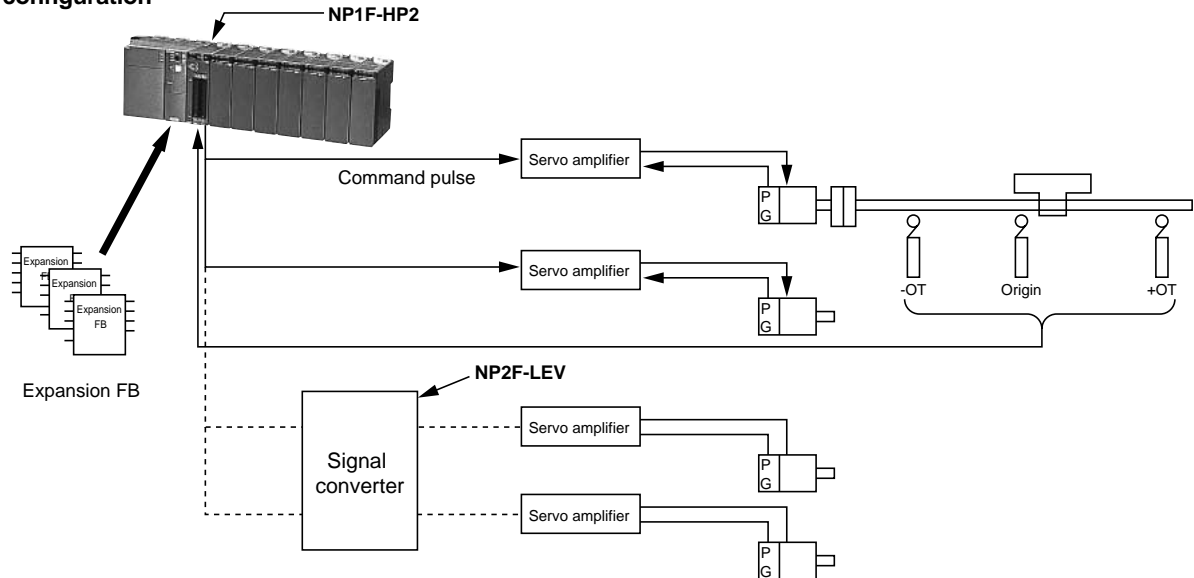 configuration
NP1F-HP2
Servo amplifier
Command pulse
P
G
Expansion
Expansion
Expansion
FB
Servo amplifier
-OT
Origin
+OT
P
G
Expansion FB
NP2F-LEV
Servo amplifier
Signal
converter
P
G
Servo amplifier
P
G